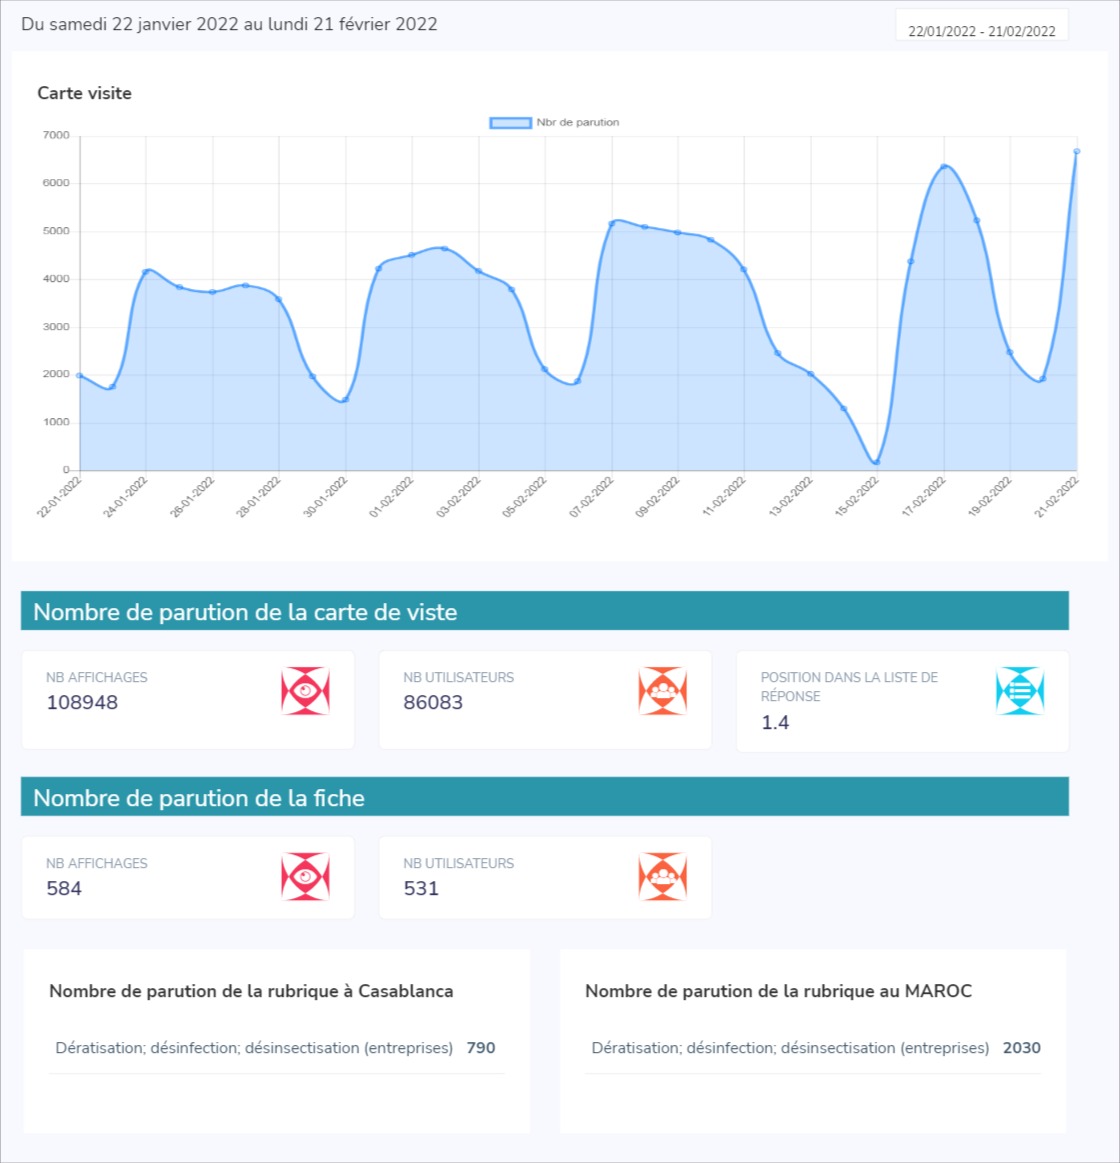 Du samedi 22 janvier 2022 au lundi 21 février 2022
22/01/2022 - 21/02/2022
Carte visite
Nbr de parution
7000
6000
5000
4000
3000
2000
1000
0
22-01-2022
24-01-2022
26-01-2022
28-01-2022
30-01-2022
01-02-2022
03-02-2022
05-02-2022
07-02-2022
09-02-2022
11-02-2022
13-02-2022
15-02-2022
17-02-2022
19-02-2022
21-02-2022
Nombre de parution de la carte de viste
NB AFFICHAGES
108948
NB UTILISATEURS
86083
POSITION DANS LA LISTE DE
RÉPONSE
1.4
Nombre de parution de la fiche
NB AFFICHAGES
584
NB UTILISATEURS
531
Nombre de parution de la rubrique à Casablanca
Dératisation; désinfection; désinsectisation (entreprises) 790
Nombre de parution de la rubrique au MAROC
Dératisation; désinfection; désinsectisation (entreprises) 2030